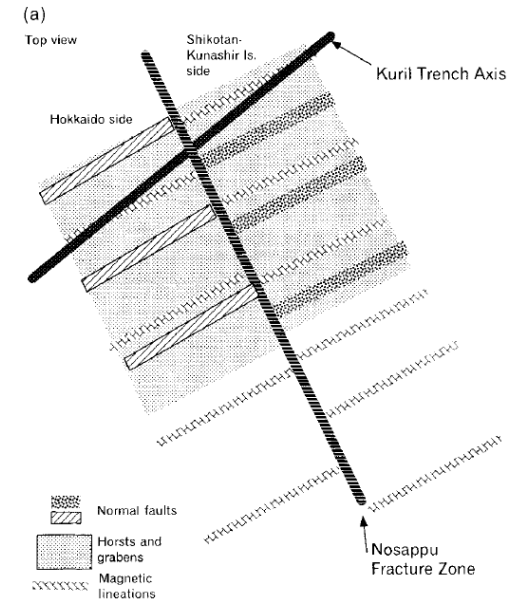 (a)
Top view
Shikotan-
Kunashir Is.
side
Kuril Trench Axis
Hokkaido side
Normal faults
Horsts and
grabens
Magnetic
lineations
Nosappu
Fracture Zone